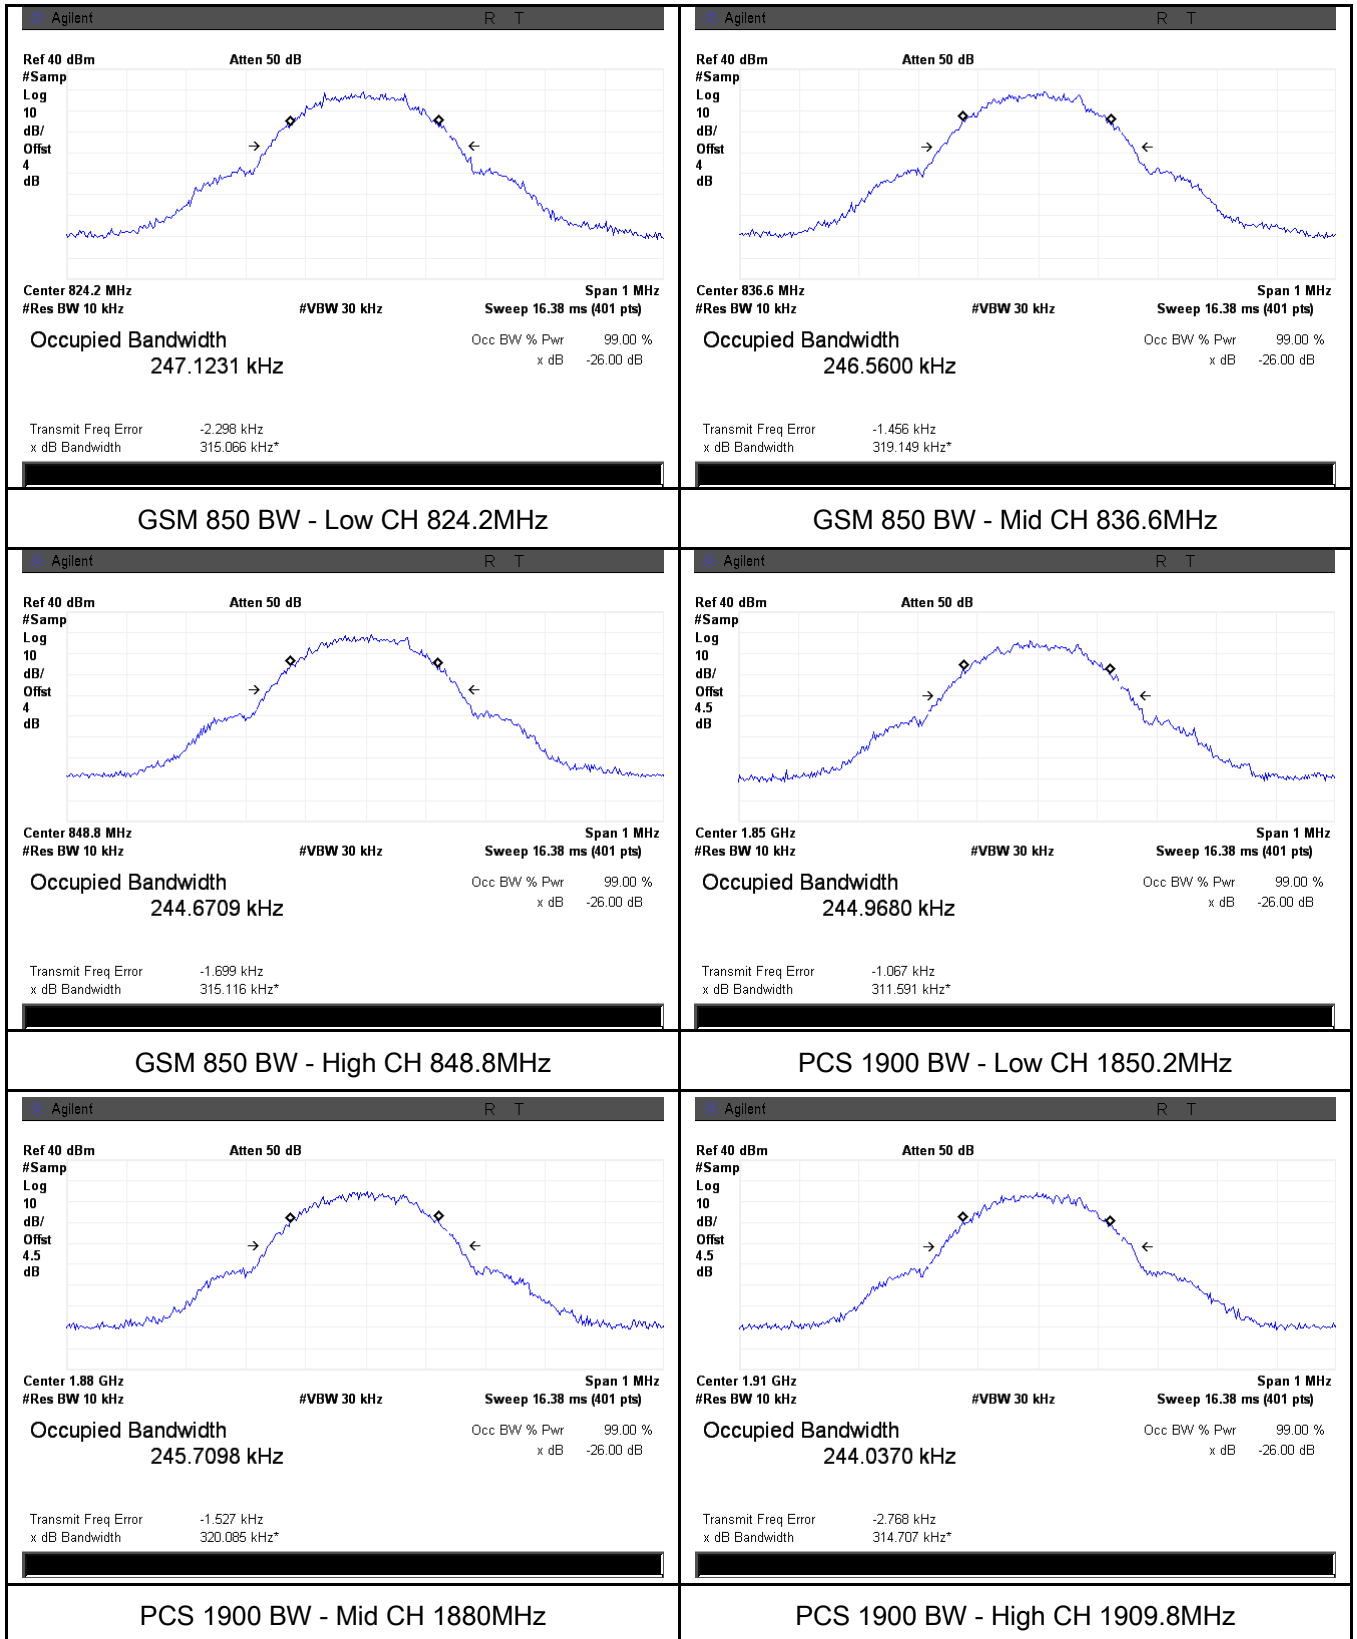 Agilent R T
Ref 40 dBm Atten 50 dB
#Samp
Log
10
dB/
Offst
4
dB
Center 824.2 MHz Span 1 MHz
#Res BW 10 kHz #VBW 30 kHz Sweep 16.38 ms (401 pts)
Occupied Bandwidth Occ BW % Pwr 99.00 %
247.1231 kHz x dB -26.00 dB
Transmit Freq Error -2.298 kHz
x dB Bandwidth 315.066 kHz*
GSM 850 BW - Low CH 824.2MHz
Agilent R T
Ref 40 dBm Atten 50 dB
#Samp
Log
10
dB/
Offst
4
dB
Center 836.6 MHz Span 1 MHz
#Res BW 10 kHz #VBW 30 kHz Sweep 16.38 ms (401 pts)
Occupied Bandwidth Occ BW % Pwr 99.00 %
246.5600 kHz x dB -26.00 dB
Transmit Freq Error -1.456 kHz
x dB Bandwidth 319.149 kHz*
GSM 850 BW - Mid CH 836.6MHz
Agilent R T
Ref 40 dBm Atten 50 dB
#Samp
Log
10
dB/
Offst
4
dB
Center 848.8 MHz Span 1 MHz
#Res BW 10 kHz #VBW 30 kHz Sweep 16.38 ms (401 pts)
Occupied Bandwidth Occ BW % Pwr 99.00 %
244.6709 kHz x dB -26.00 dB
Transmit Freq Error -1.699 kHz
x dB Bandwidth 315.116 kHz*
GSM 850 BW - High CH 848.8MHz
Agilent R T
Ref 40 dBm Atten 50 dB
#Samp
Log
10
dB/
Offst
4.5
dB
Center 1.85 GHz Span 1 MHz
#Res BW 10 kHz #VBW 30 kHz Sweep 16.38 ms (401 pts)
Occupied Bandwidth Occ BW % Pwr 99.00 %
244.9680 kHz x dB -26.00 dB
Transmit Freq Error -1.067 kHz
x dB Bandwidth 311.591 kHz*
PCS 1900 BW - Low CH 1850.2MHz
Agilent R T
Ref 40 dBm Atten 50 dB
#Samp
Log
10
dB/
Offst
4.5
dB
Center 1.88 GHz Span 1 MHz
#Res BW 10 kHz #VBW 30 kHz Sweep 16.38 ms (401 pts)
Occupied Bandwidth Occ BW % Pwr 99.00 %
245.7098 kHz x dB -26.00 dB
Transmit Freq Error -1.527 kHz
x dB Bandwidth 320.085 kHz*
PCS 1900 BW - Mid CH 1880MHz
Agilent R T
Ref 40 dBm Atten 50 dB
#Samp
Log
10
dB/
Offst
4.5
dB
Center 1.91 GHz Span 1 MHz
#Res BW 10 kHz #VBW 30 kHz Sweep 16.38 ms (401 pts)
Occupied Bandwidth Occ BW % Pwr 99.00 %
244.0370 kHz x dB -26.00 dB
Transmit Freq Error -2.768 kHz
x dB Bandwidth 314.707 kHz*
PCS 1900 BW - High CH 1909.8MHz